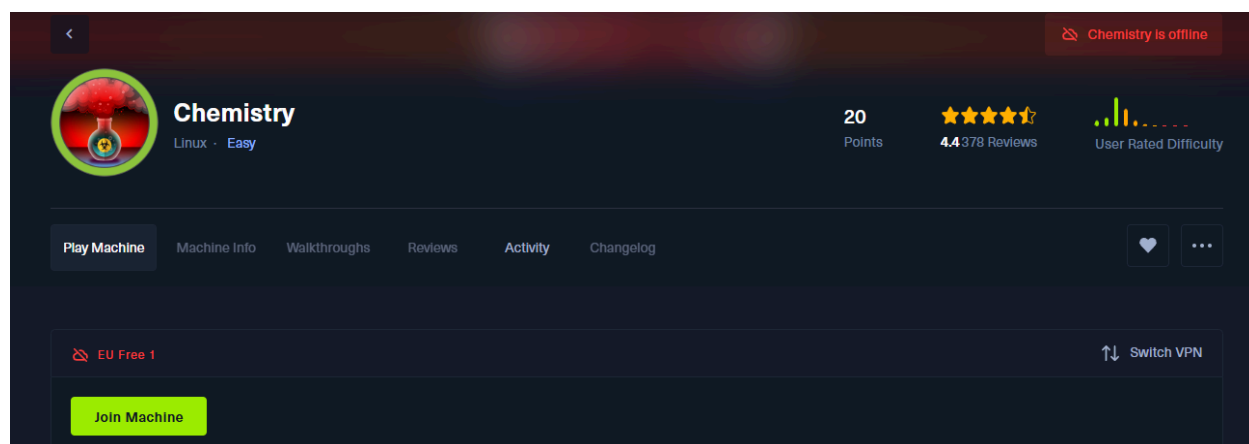 Chemistry is offline
Chemistry
Linux · Easy
20
Points
4.4 378 Reviews
User Rated Difficulty
Play Machine
Machine Info
Walkthroughs
Reviews
Activity
Changelog
EU Free 1
Switch VPN
Join Machine